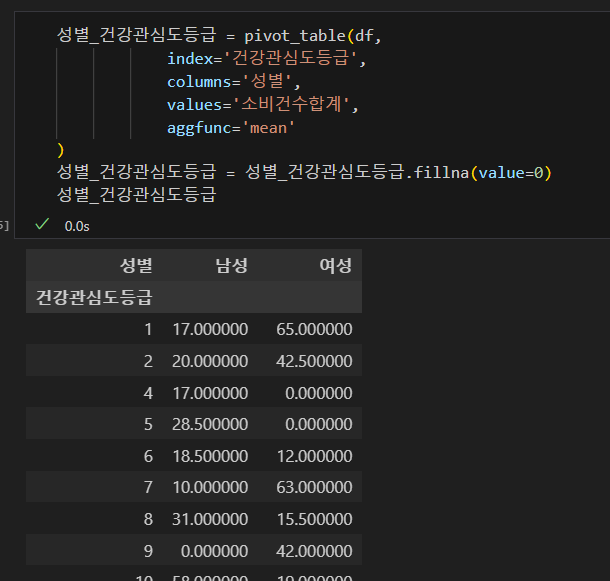 성별_건강관심도등급 = pivot_table(df,
index='건강관심도등급',
columns='성별',
values='소비건수합계',
aggfunc='mean'
)
성별_건강관심도등급 = 성별_건강관심도등급.fillna(value=0)
성별_건강관심도등급
✓ 0.0s
성별 남성 여성
건강관심도등급
1 17.000000 65.000000
2 20.000000 42.500000
4 17.000000 0.000000
5 28.500000 0.000000
6 18.500000 12.000000
7 10.000000 63.000000
8 31.000000 15.500000
9 0.000000 42.000000
10 58.000000 19.000000